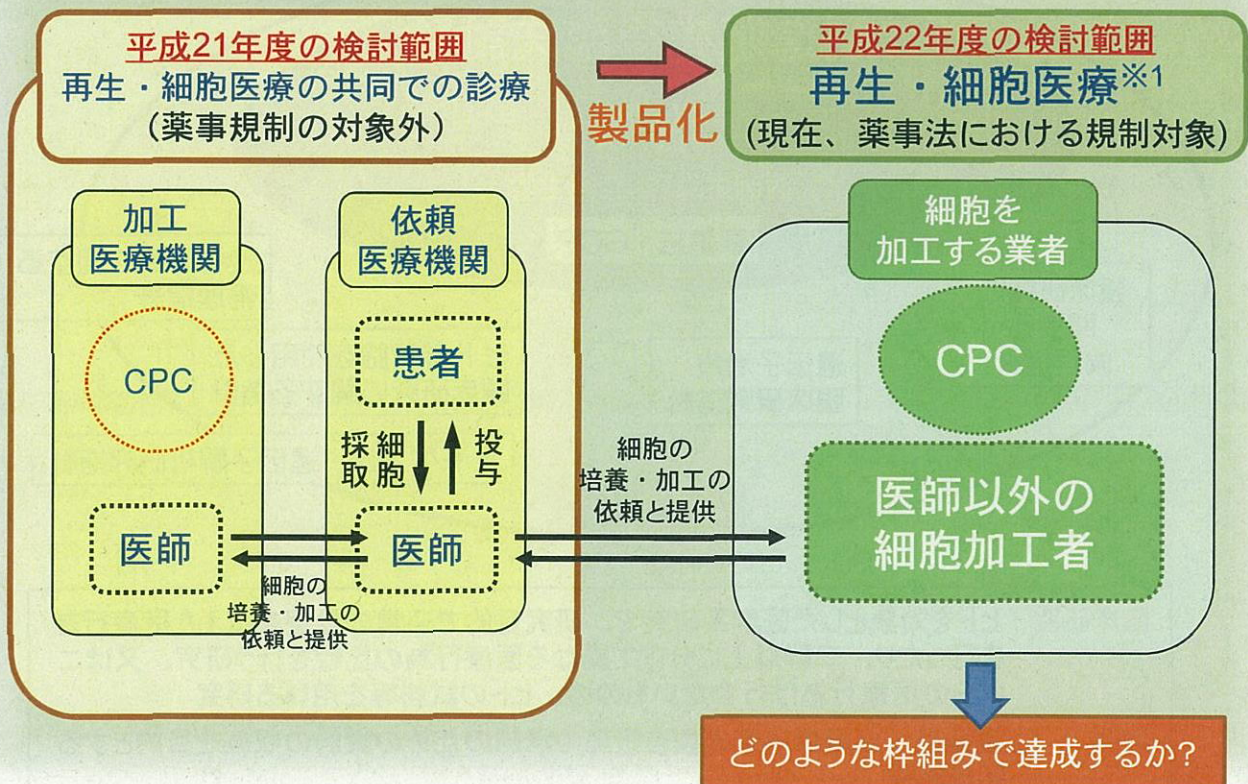 平成21年度の検討範囲
再生・細胞医療の共同での診療
（薬事規制の対象外）
製品化
平成22年度の検討範囲
再生・細胞医療※1
(現在、薬事法における規制対象)
加工
医療機関
CPC
医師
依頼
医療機関
患者
細胞
採取
投与
医師
細胞の
培養・加工の
依頼と提供
細胞の
培養・加工の
依頼と提供
細胞を
加工する業者
CPC
医師以外の
細胞加工者
どのような枠組みで達成するか?